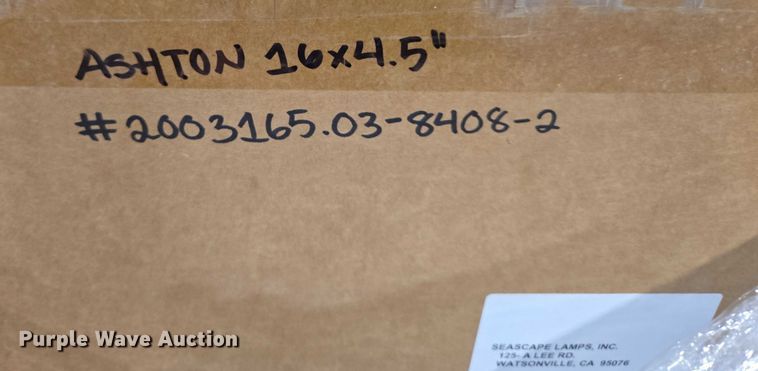 ASHTON 16x4.5"
#2003165.03-8408-2
SEASCAPE LAMPS, INC.
125-A LEE RD.
WATSONVILLE, CA 95076
Purple Wave Auction